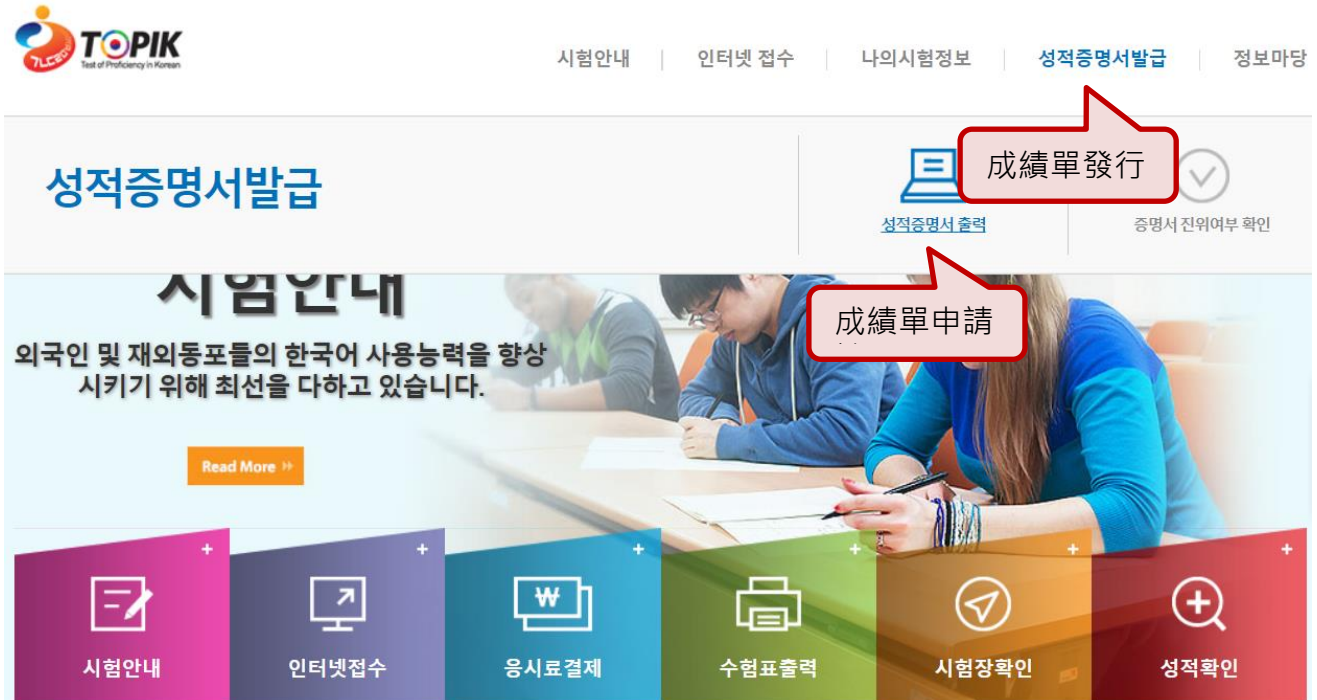 TOPIK
Test of Proficiency in Korean
시험안내
인터넷 접수
나의시험정보
성적증명서발급
정보마당
成績單發行
성적증명서발급
성적증명서 출력
증명서 진위여부 확인
成績單申請
시험안내
외국인 및 재외동포들의 한국어 사용능력을 향상
시키기 위해 최선을 다하고 있습니다.
Read More
시험안내
인터넷접수
응시료결제
수험표출력
시험장확인
성적확인